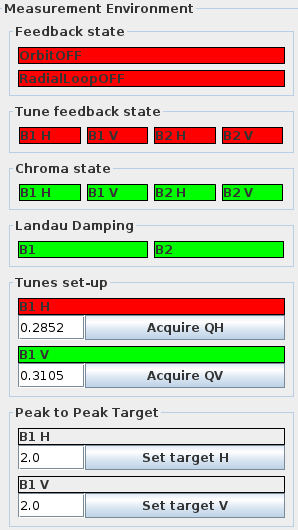 Measurement Environment
Feedback state
OrbitOFF
RadialLoopOFF
Tune feedback state
B1 H B1 V B2 H B2 V
Chroma state
B1 H B1 V B2 H B2 V
Landau Damping
B1 B2
Tunes set-up
B1 H
0.2852 Acquire QH
B1 V
0.3105 Acquire QV
Peak to Peak Target
B1 H
2.0 Set target H
B1 V
2.0 Set target V